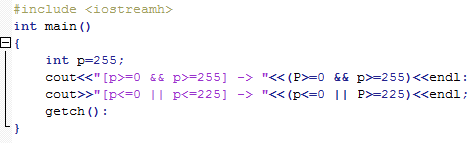 #include <iostreamh>
int main()
{
int p=255;
cout<<"[p>=0 && p>=255] -> "<<(P>=0 && p>=255)<<endl:
cout>>"[p<=0 || p<=225] -> "<<(p<=0 || P>=225)<<endl;
getch():
}